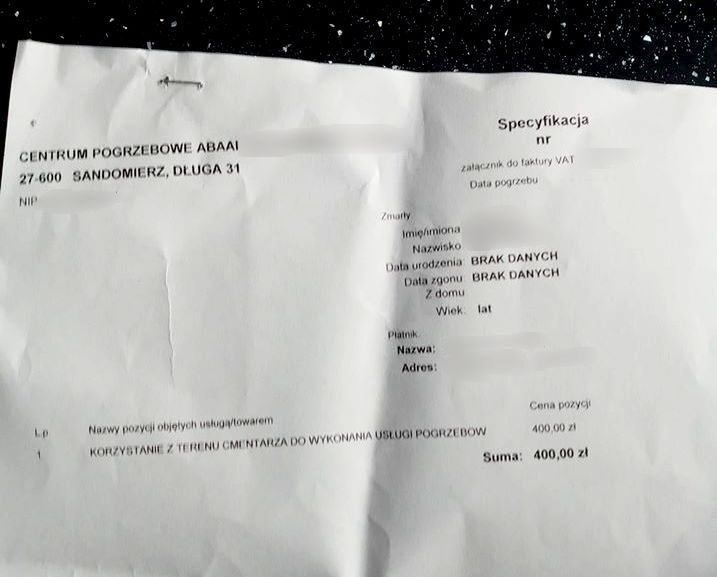 CENTRUM POGRZEBOWE ABAAI
27-600 SANDOMIERZ, DŁUGA 31
NIP
Specyfikacja
nr
załącznik do faktury VAT
Data pogrzebu
Zmarły
Imię/imiona
Nazwisko
Data urodzenia: BRAK DANYCH
Data zgonu: BRAK DANYCH
Z domu
Wiek: lat
Płatnik:
Nazwa:
Adres:
Lp Nazwy pozycji objętych usługą/towarem Cena pozycji
1 KORZYSTANIE Z TERENU CMENTARZA DO WYKONANIA USŁUGI POGRZEBOW 400,00 zł
Suma: 400,00 zł